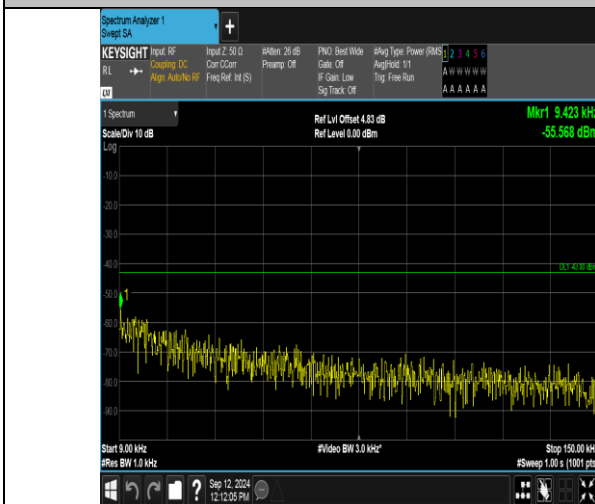 Spectrum Analyzer 1
Swept SA
+
KEYSIGHT Input: RF Input Z: 50 Ω #Atten: 26 dB PNO: Best Wide #Avg Type: Power (RMS 1 2 3 4 5 6
RL Coupling: DC Corr CCorr Preamp: Off Gate: Off Avg|Hold: 1/1 A W W W W W
Align: Auto/No RF Freq Ref: Int (S) IF Gain: Low Trig: Free Run
Sig Track: Off A A A A A A
LXI
1 Spectrum Ref Lvl Offset 4.83 dB Mkr1 9.423 kHz
Scale/Div 10 dB Ref Level 0.00 dBm -55.568 dBm
Log
-10.0
-20.0
-30.0
-40.0
DL1 -43.00 dBm
1
-50.0
-60.0
-70.0
-80.0
-90.0
Start 9.00 kHz #Video BW 3.0 kHz* Stop 150.00 kHz
#Res BW 1.0 kHz #Sweep 1.00 s (1001 pts
? Sep 12, 2024
12:12:05 PM